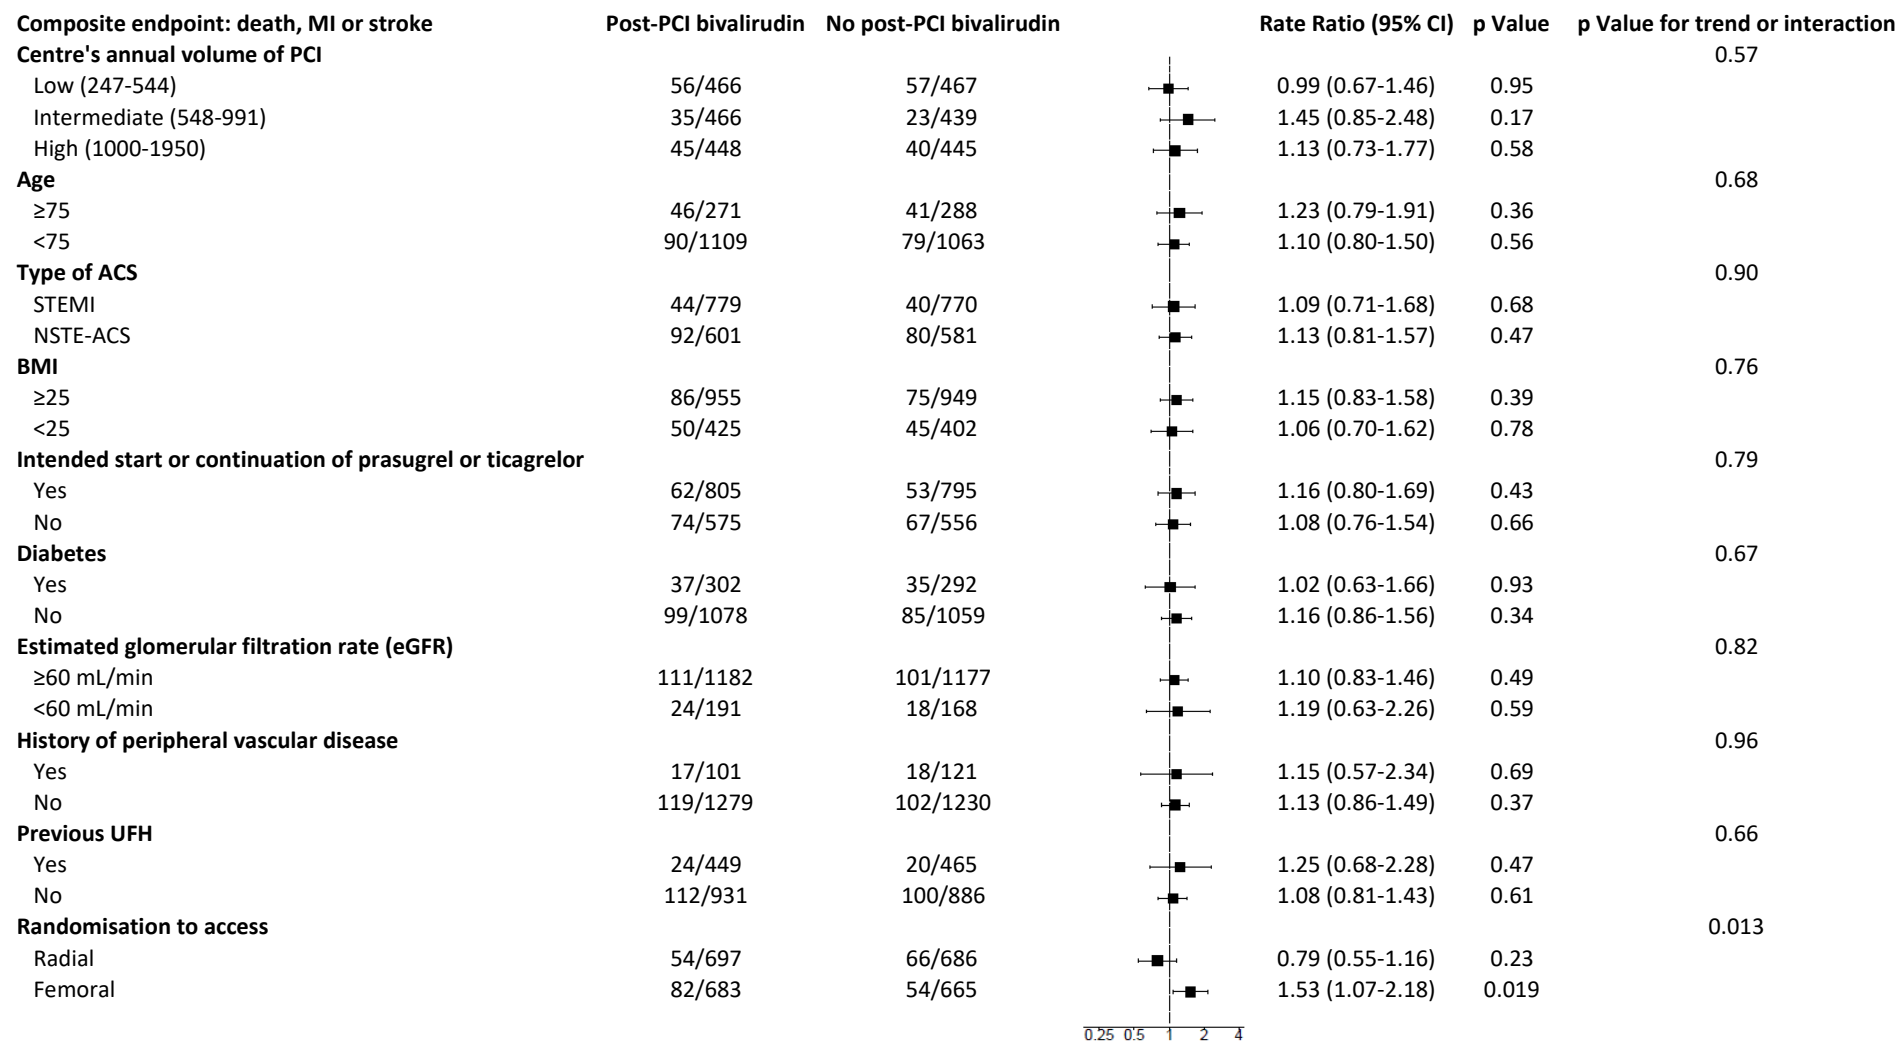 Composite endpoint: death, MI or stroke Post-PCI bivalirudin No post-PCI bivalirudin Rate Ratio (95% CI) p Value p Value for trend or interaction
Centre's annual volume of PCI 0.57
Low (247-544) 56/466 57/467 0.99 (0.67-1.46) 0.95
Intermediate (548-991) 35/466 23/439 1.45 (0.85-2.48) 0.17
High (1000-1950) 45/448 40/445 1.13 (0.73-1.77) 0.58
Age 0.68
≥75 46/271 41/288 1.23 (0.79-1.91) 0.36
<75 90/1109 79/1063 1.10 (0.80-1.50) 0.56
Type of ACS 0.90
STEMI 44/779 40/770 1.09 (0.71-1.68) 0.68
NSTE-ACS 92/601 80/581 1.13 (0.81-1.57) 0.47
BMI 0.76
≥25 86/955 75/949 1.15 (0.83-1.58) 0.39
<25 50/425 45/402 1.06 (0.70-1.62) 0.78
Intended start or continuation of prasugrel or ticagrelor 0.79
Yes 62/805 53/795 1.16 (0.80-1.69) 0.43
No 74/575 67/556 1.08 (0.76-1.54) 0.66
Diabetes 0.67
Yes 37/302 35/292 1.02 (0.63-1.66) 0.93
No 99/1078 85/1059 1.16 (0.86-1.56) 0.34
Estimated glomerular filtration rate (eGFR) 0.82
≥60 mL/min 111/1182 101/1177 1.10 (0.83-1.46) 0.49
<60 mL/min 24/191 18/168 1.19 (0.63-2.26) 0.59
History of peripheral vascular disease 0.96
Yes 17/101 18/121 1.15 (0.57-2.34) 0.69
No 119/1279 102/1230 1.13 (0.86-1.49) 0.37
Previous UFH 0.66
Yes 24/449 20/465 1.25 (0.68-2.28) 0.47
No 112/931 100/886 1.08 (0.81-1.43) 0.61
Randomisation to access 0.013
Radial 54/697 66/686 0.79 (0.55-1.16) 0.23
Femoral 82/683 54/665 1.53 (1.07-2.18) 0.019
0.25 0.5 1 2 4